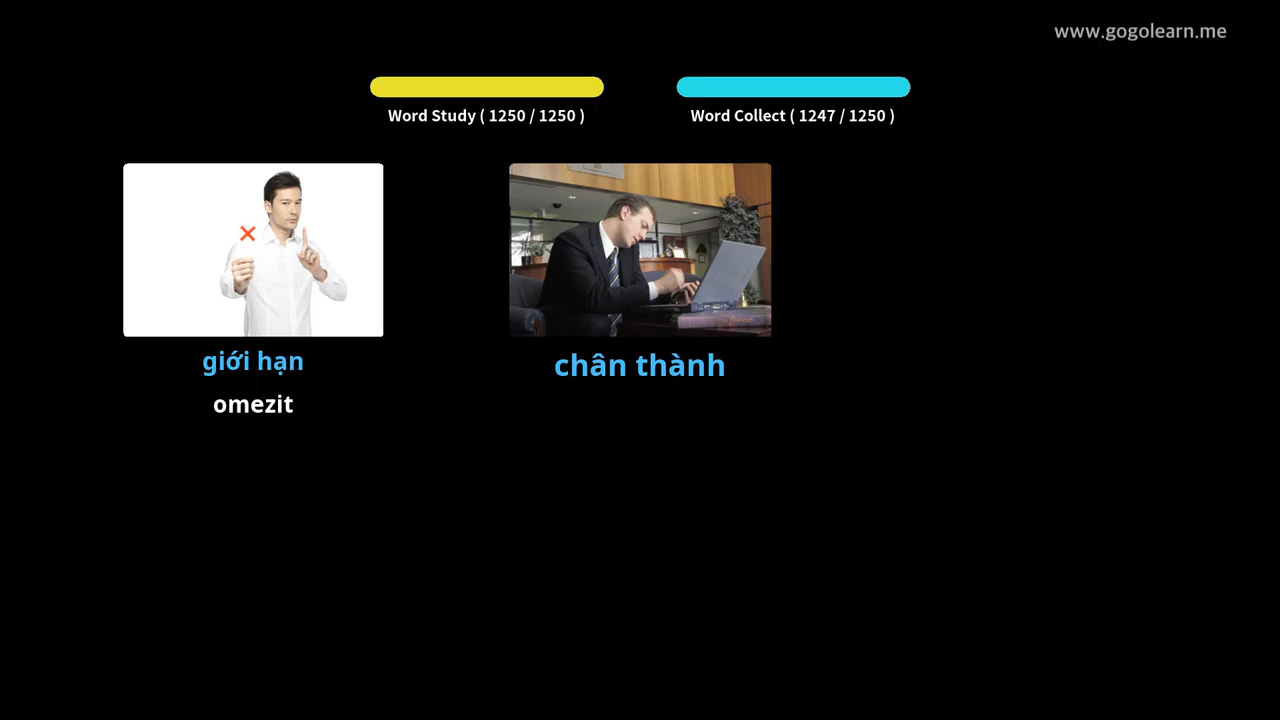 www.gogolearn.me
Word Study ( 1250 / 1250 )
Word Collect ( 1247 / 1250 )
giới hạn
omezit
chân thành